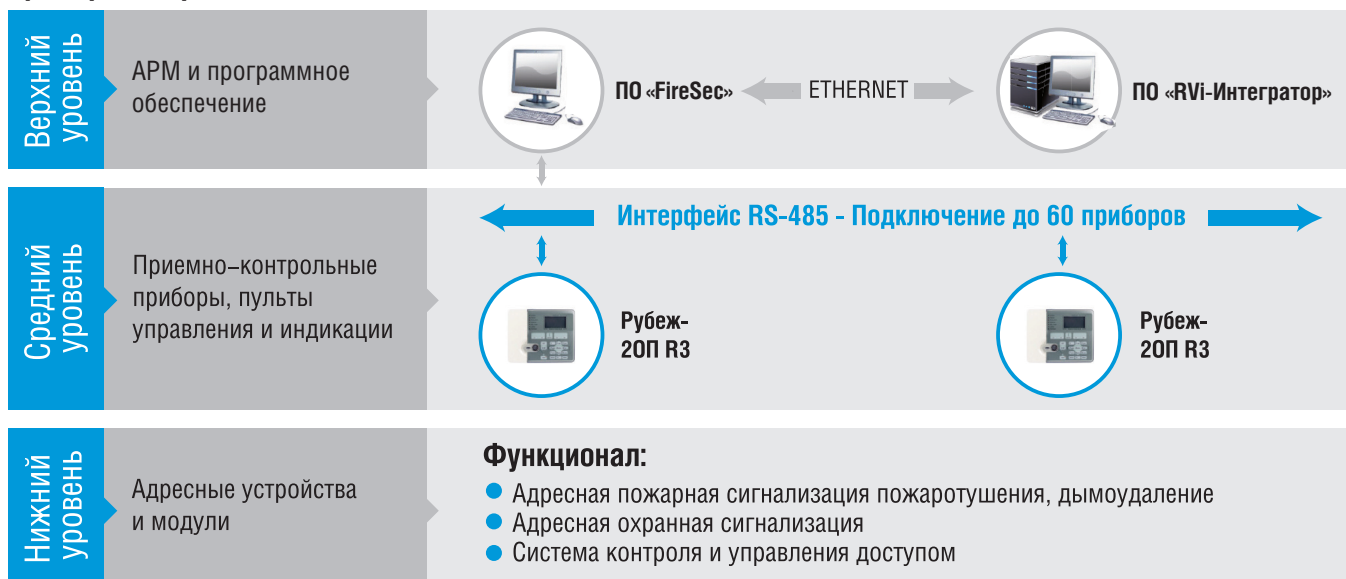 Верхний
уровень
АРМ и программное
обеспечение
ПО «FireSec»
ETHERNET
ПО «RVi-Интегратор»
Средний
уровень
Приемно–контрольные
приборы, пульты
управления и индикации
Интерфейс RS-485 - Подключение до 60 приборов
Рубеж-
2ОП R3
Рубеж-
2ОП R3
Нижний
уровень
Адресные устройства
и модули
Функционал:
Адресная пожарная сигнализация пожаротушения, дымоудаление
Адресная охранная сигнализация
Система контроля и управления доступом